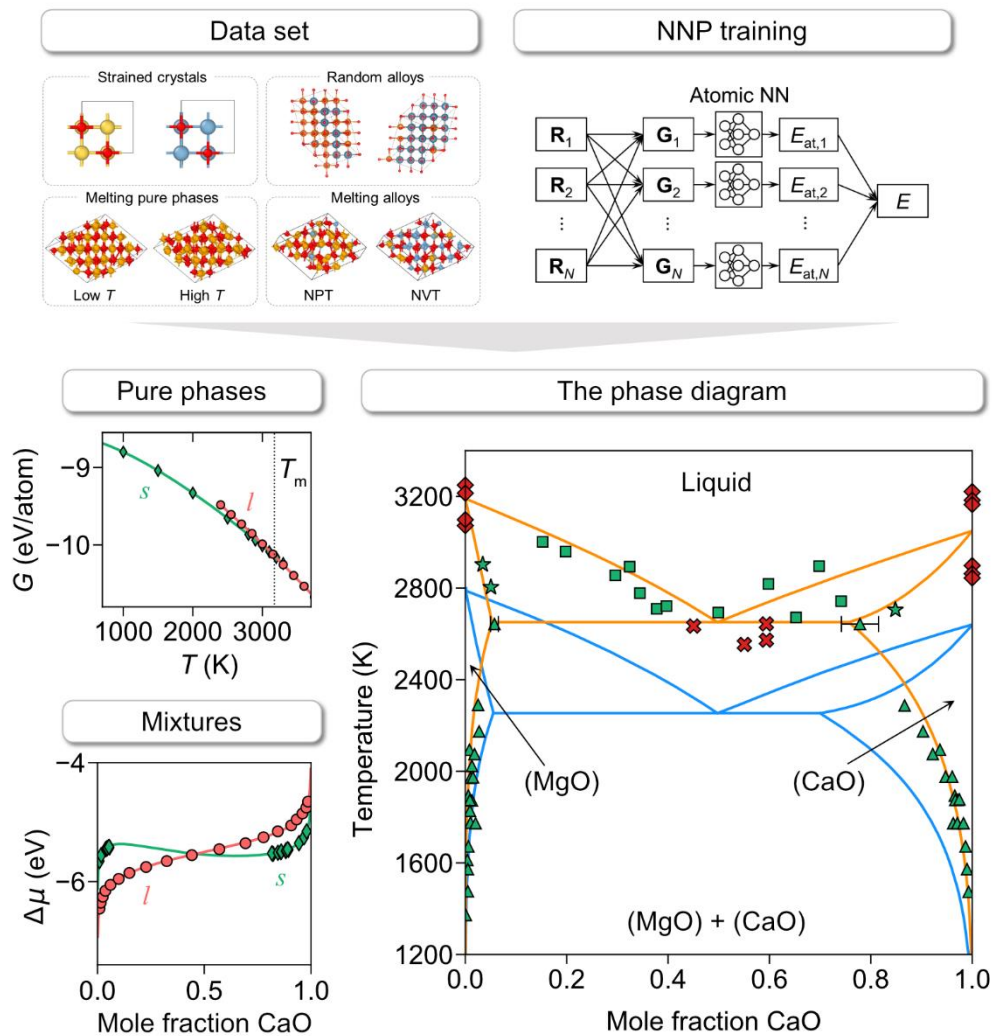 Data set
NNP training
Strained crystals
Random alloys
Melting pure phases
Melting alloys
Low T
High T
NPT
NVT
Atomic NN
R1
G1
Eat,1
R2
G2
Eat,2
E
⋮
⋮
⋮
RN
GN
Eat,N
Pure phases
G (eV/atom)
−9
−10
s
l
Tm
1000
2000
3000
T (K)
Mixtures
Δμ (eV)
−4
−6
l
s
0.0
0.5
1.0
Mole fraction CaO
The phase diagram
Temperature (K)
3200
2800
2400
2000
1600
1200
Liquid
(MgO)
(CaO)
(MgO) + (CaO)
0.0
0.2
0.4
0.6
0.8
1.0
Mole fraction CaO